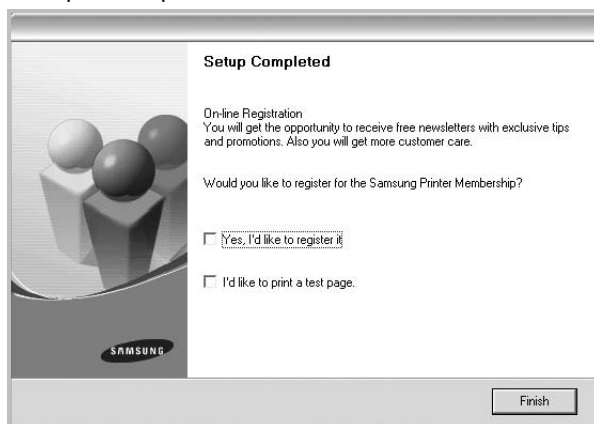 Setup Completed
On-line Registration
You will get the opportunity to receive free newsletters with exclusive tips
and promotions. Also you will get more customer care.
Would you like to register for the Samsung Printer Membership?
Yes, I'd like to register it
I'd like to print a test page.
SAMSUNG
Finish